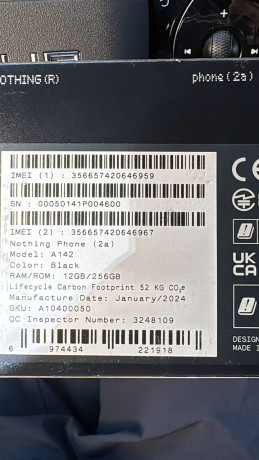 NOTHING(R) phone(2a)
IMEI (1) : 356657420646959
SN : 00050141P004600
IMEI (2) : 356657420646967
Nothing Phone (2a)
Model: A142
Color: Black
RAM/ROM: 12GB/256GB
Lifecycle Carbon Footprint 52 KG CO₂e
Manufacture Date: January/2024
SKU: A10400050
QC Inspector Number: 3248109
6 974434 221918
CE
UK
CA
DESIGN
MADE I